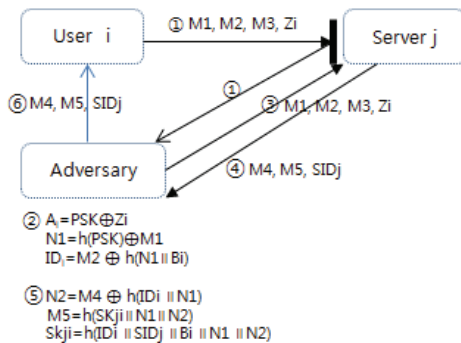 User i
① M1, M2, M3, Zi
Server j
①
③ M1, M2, M3, Zi
⑥ M4, M5, SIDj
④ M4, M5, SIDj
Adversary
② Aᵢ=PSK⊕Zi
N1=h(PSK)⊕M1
IDᵢ=M2 ⊕ h(N1॥Bi)
⑤ N2=M4 ⊕ h(IDi ॥ N1)
M5=h(SKji ॥ N1 ॥ N2)
Skji=h(IDi ॥ SIDj ॥ Bi ॥ N1 ॥ N2)